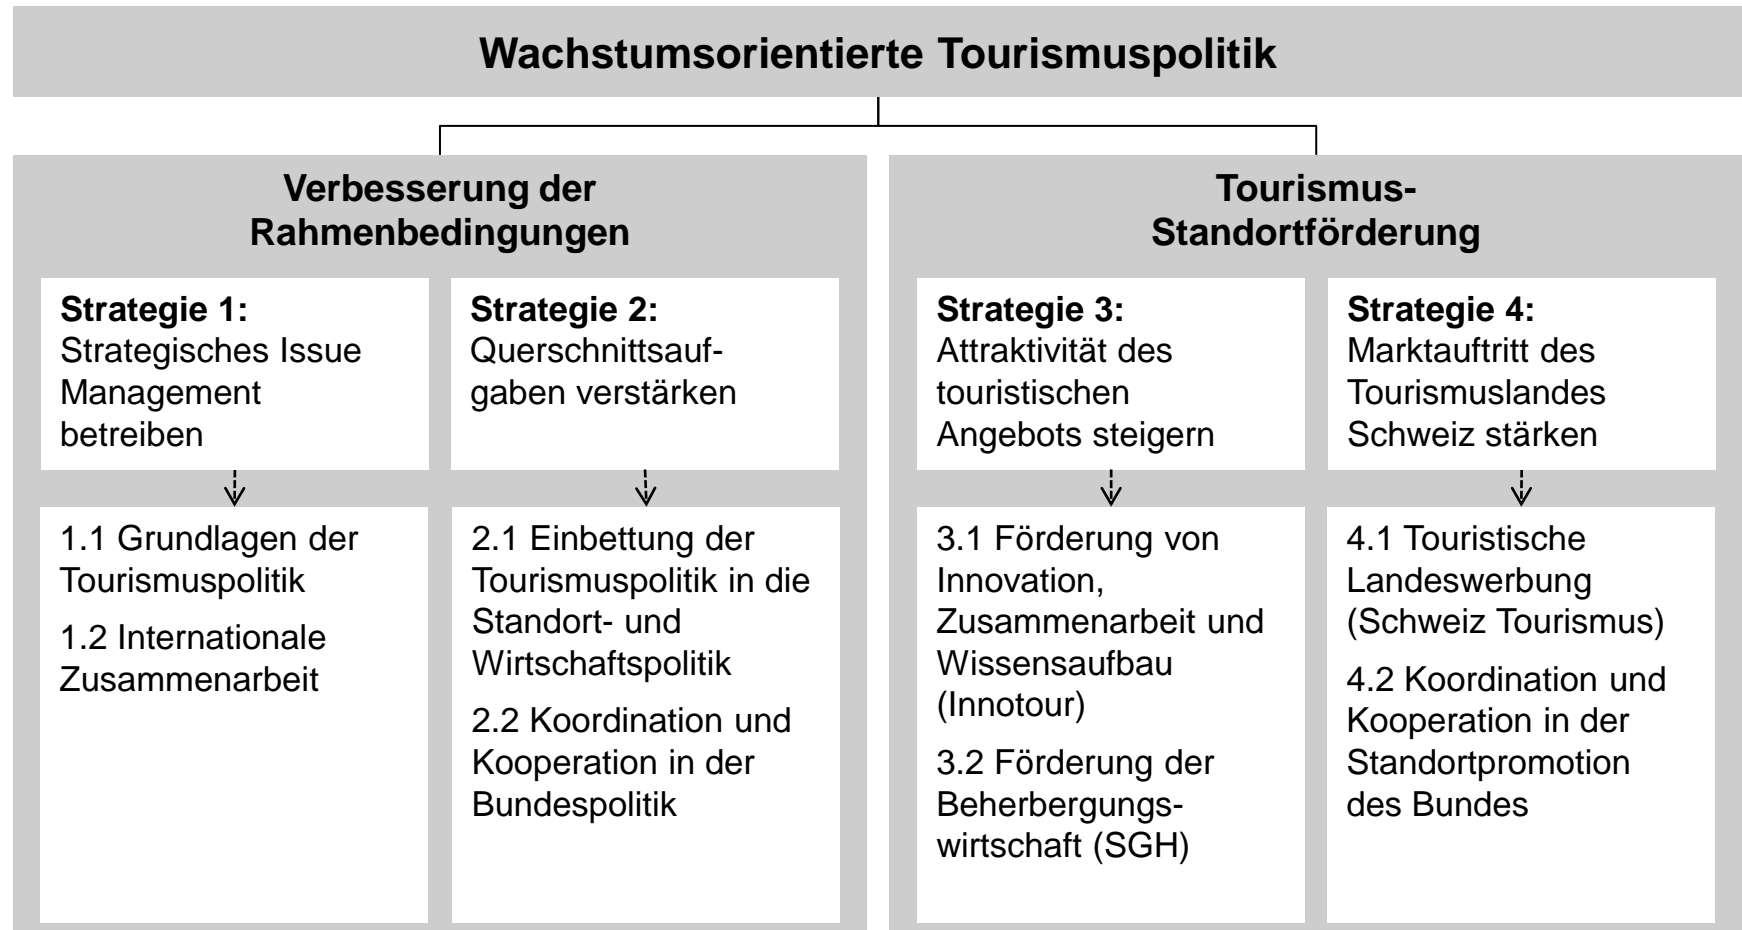 Wachstumsorientierte Tourismuspolitik
Verbesserung der
Rahmenbedingungen
Strategie 1:
Strategisches Issue
Management
betreiben
1.1 Grundlagen der
Tourismuspolitik
1.2 Internationale
Zusammenarbeit
Strategie 2:
Querschnittsauf-
gaben verstärken
2.1 Einbettung der
Tourismuspolitik in die
Standort- und
Wirtschaftspolitik
2.2 Koordination und
Kooperation in der
Bundespolitik
Tourismus-
Standortförderung
Strategie 3:
Attraktivität des
touristischen
Angebots steigern
3.1 Förderung von
Innovation,
Zusammenarbeit und
Wissensaufbau
(Innotour)
3.2 Förderung der
Beherbergungs-
wirtschaft (SGH)
Strategie 4:
Marktauftritt des
Tourismuslandes
Schweiz stärken
4.1 Touristische
Landeswerbung
(Schweiz Tourismus)
4.2 Koordination und
Kooperation in der
Standortpromotion
des Bundes